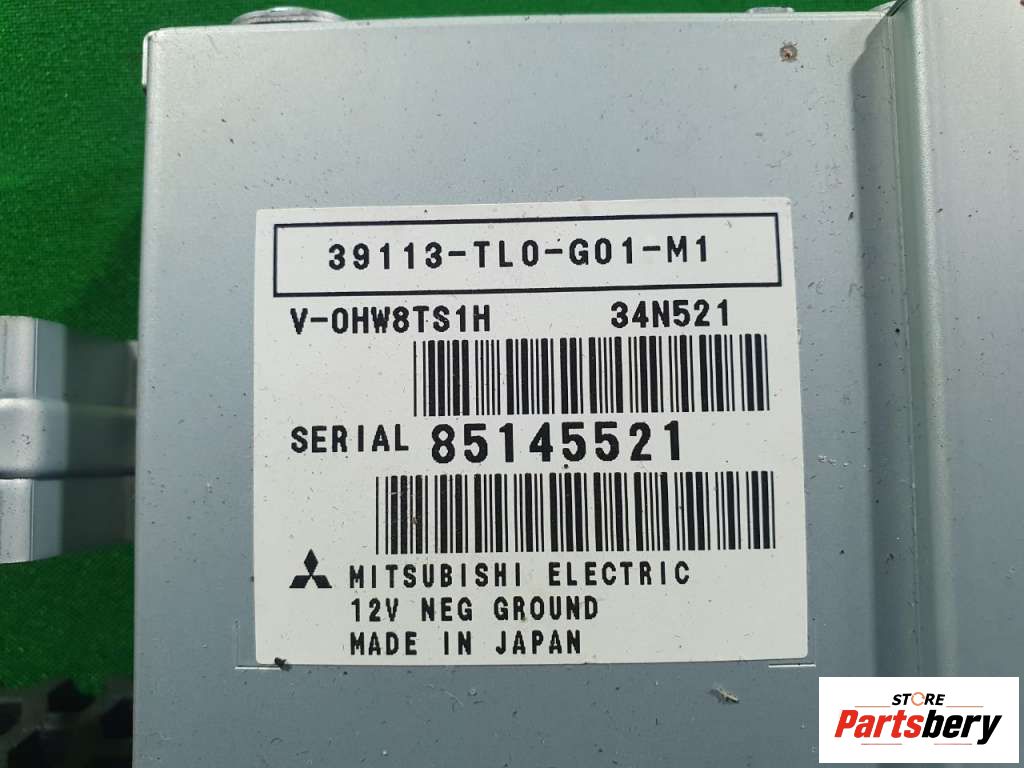 39113-TL0-G01-M1
V-0HW8TS1H 34N521
SERIAL 85145521
MITSUBISHI ELECTRIC
12V NEG GROUND
MADE IN JAPAN
STORE
Partsbery